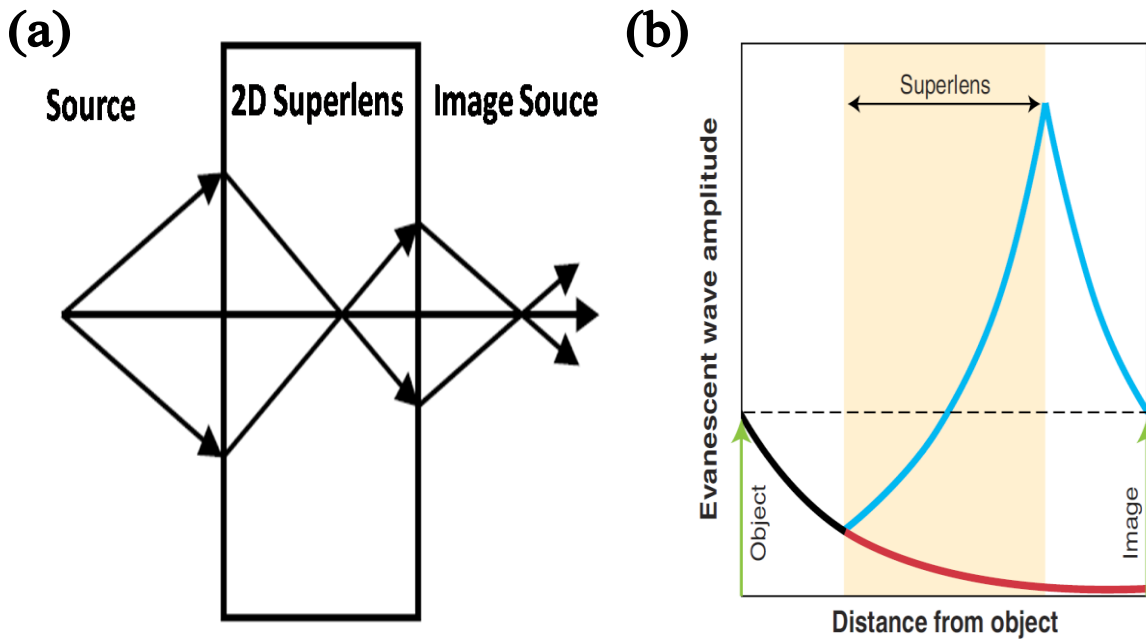 (a)
Source
2D Superlens
Image Souce
(b)
Superlens
Evanescent wave amplitude
Object
Image
Distance from object